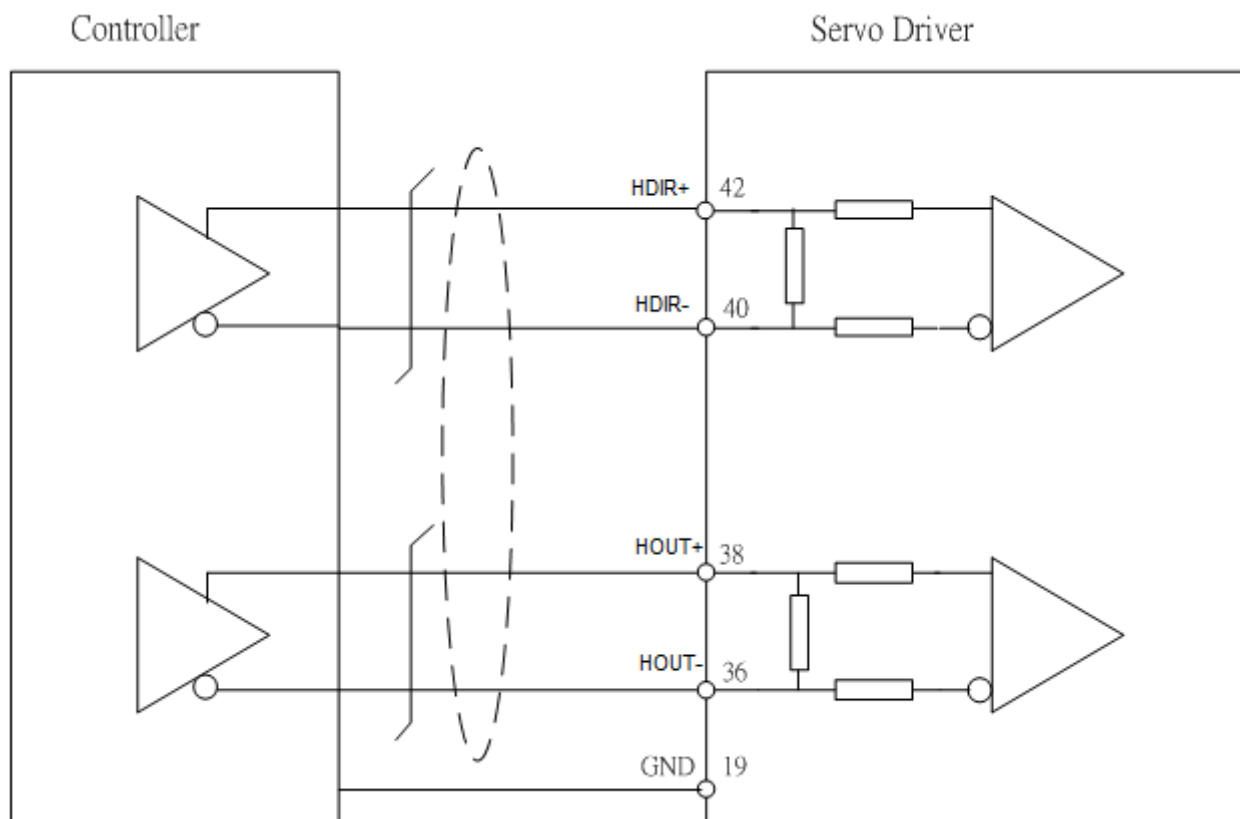 Controller
Servo Driver
HDIR+ 42
HDIR- 40
HOUT+ 38
HOUT- 36
GND 19